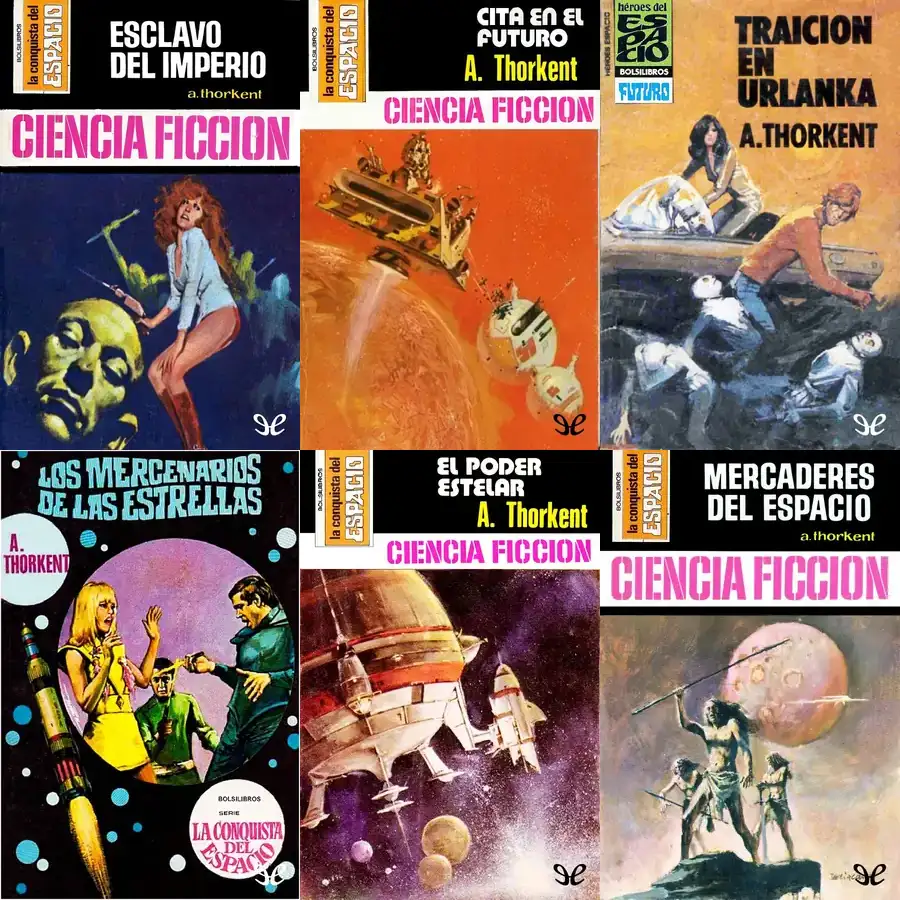 BOLSILIBROS
la conquista del
ESPACIO
ESCLAVO
DEL IMPERIO
a.thorkent
CIENCIA FICCION
BOLSILIBROS
la conquista del
ESPACIO
CITA EN EL
FUTURO
A. Thorkent
CIENCIA FICCION
HEROES ESPACIO
héroes del
ESPACIO
BOLSILIBROS
FUTURO
TRAICION
EN
URLANKA
A.THORKENT
LOS MERCENARIOS
DE LAS ESTRELLAS
A.
THORKENT
BOLSILIBROS
SERIE
LA CONQUISTA
DEL
ESPACIO
BOLSILIBROS
la conquista del
ESPACIO
EL PODER
ESTELAR
A. Thorkent
CIENCIA FICCION
BOLSILIBROS
la conquista del
ESPACIO
MERCADERES
DEL ESPACIO
a.thorkent
CIENCIA FICCION